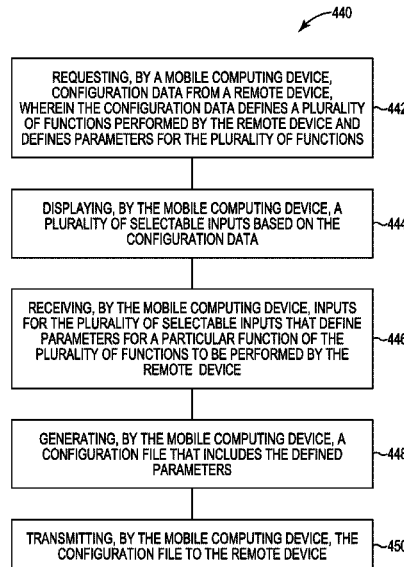 440
REQUESTING, BY A MOBILE COMPUTING DEVICE,
CONFIGURATION DATA FROM A REMOTE DEVICE,
WHEREIN THE CONFIGURATION DATA DEFINES A PLURALITY
OF FUNCTIONS PERFORMED BY THE REMOTE DEVICE AND
DEFINES PARAMETERS FOR THE PLURALITY OF FUNCTIONS
442
DISPLAYING, BY THE MOBILE COMPUTING DEVICE, A
PLURALITY OF SELECTABLE INPUTS BASED ON THE
CONFIGURATION DATA
444
RECEIVING, BY THE MOBILE COMPUTING DEVICE, INPUTS
FOR THE PLURALITY OF SELECTABLE INPUTS THAT DEFINE
PARAMETERS FOR A PARTICULAR FUNCTION OF THE
PLURALITY OF FUNCTIONS TO BE PERFORMED BY THE
REMOTE DEVICE
446
GENERATING, BY THE MOBILE COMPUTING DEVICE, A
CONFIGURATION FILE THAT INCLUDES THE DEFINED
PARAMETERS
448
TRANSMITTING, BY THE MOBILE COMPUTING DEVICE, THE
CONFIGURATION FILE TO THE REMOTE DEVICE
450